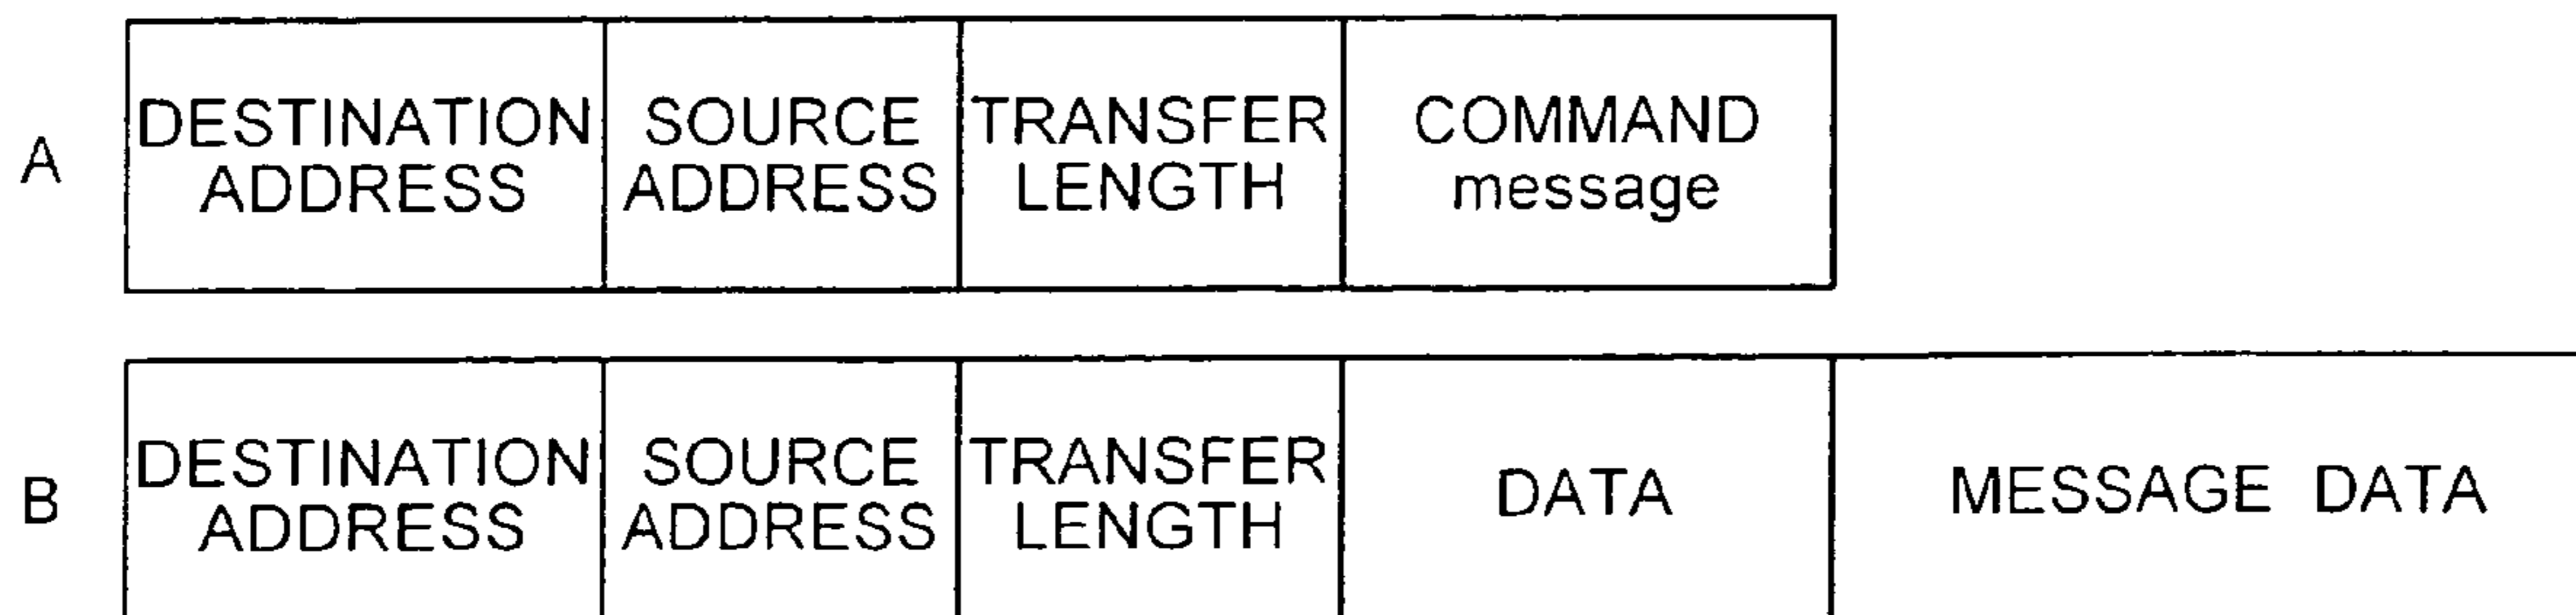 A
DESTINATION
ADDRESS
SOURCE
ADDRESS
TRANSFER
LENGTH
COMMAND
message
B
DESTINATION
ADDRESS
SOURCE
ADDRESS
TRANSFER
LENGTH
DATA
MESSAGE DATA